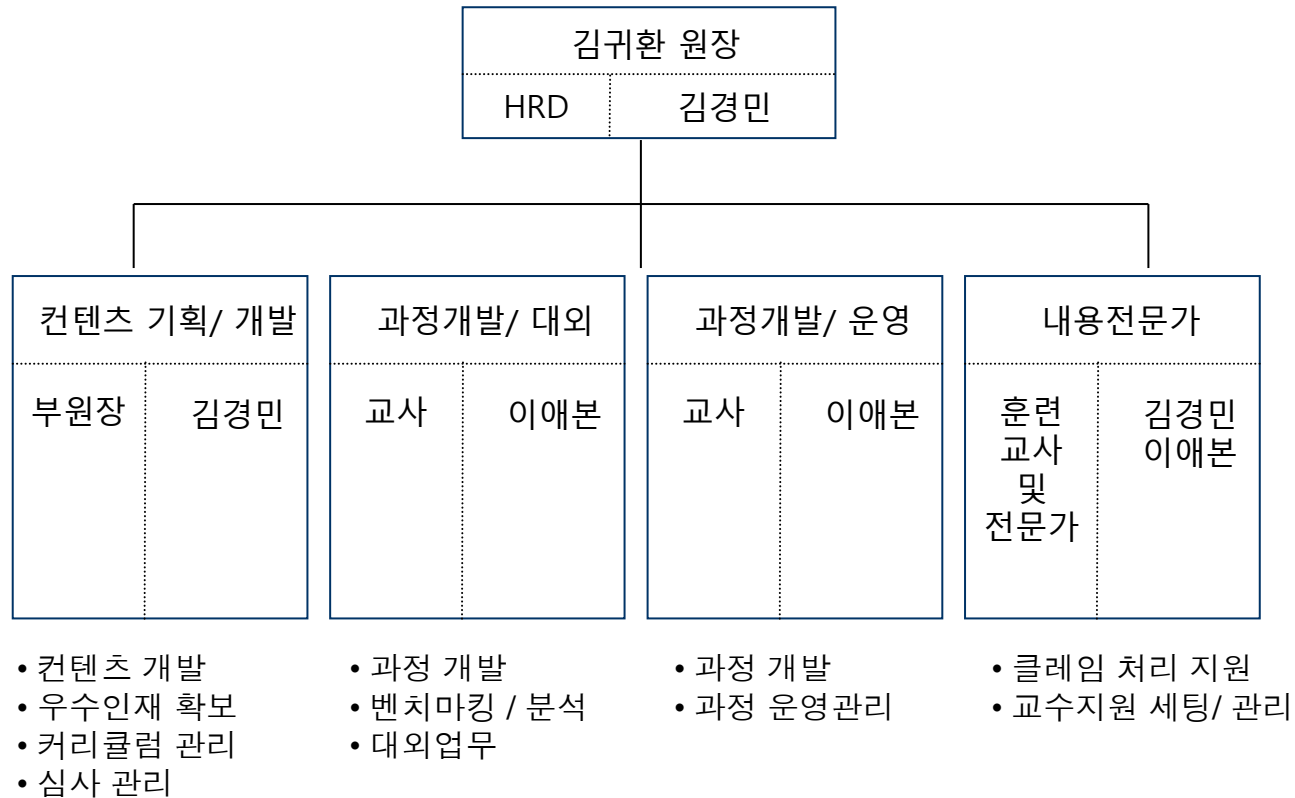 김귀환 원장
HRD 김경민
컨텐츠 기획/ 개발
부원장 김경민
과정개발/ 대외
교사 이애본
과정개발/ 운영
교사 이애본
내용전문가
훈련
교사
및
전문가
김경민
이애본
• 컨텐츠 개발
• 우수인재 확보
• 커리큘럼 관리
• 심사 관리
• 과정 개발
• 벤치마킹 / 분석
• 대외업무
• 과정 개발
• 과정 운영관리
• 클레임 처리 지원
• 교수지원 세팅/ 관리